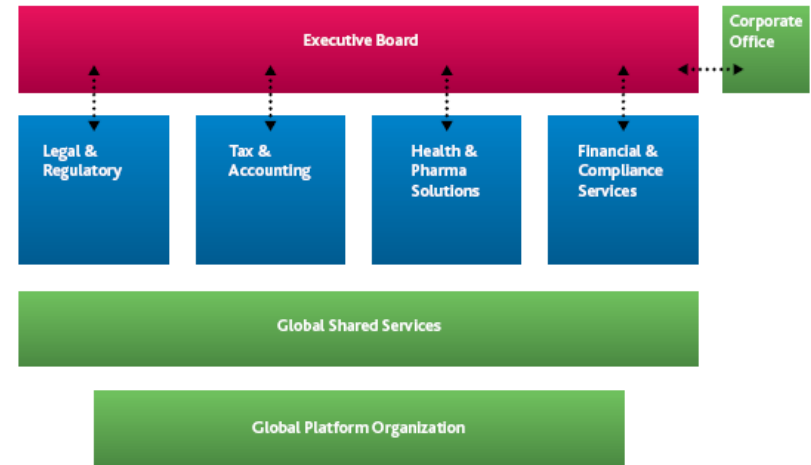 Executive Board
Corporate
Office
Legal &
Regulatory
Tax &
Accounting
Health &
Pharma
Solutions
Financial &
Compliance
Services
Global Shared Services
Global Platform Organization